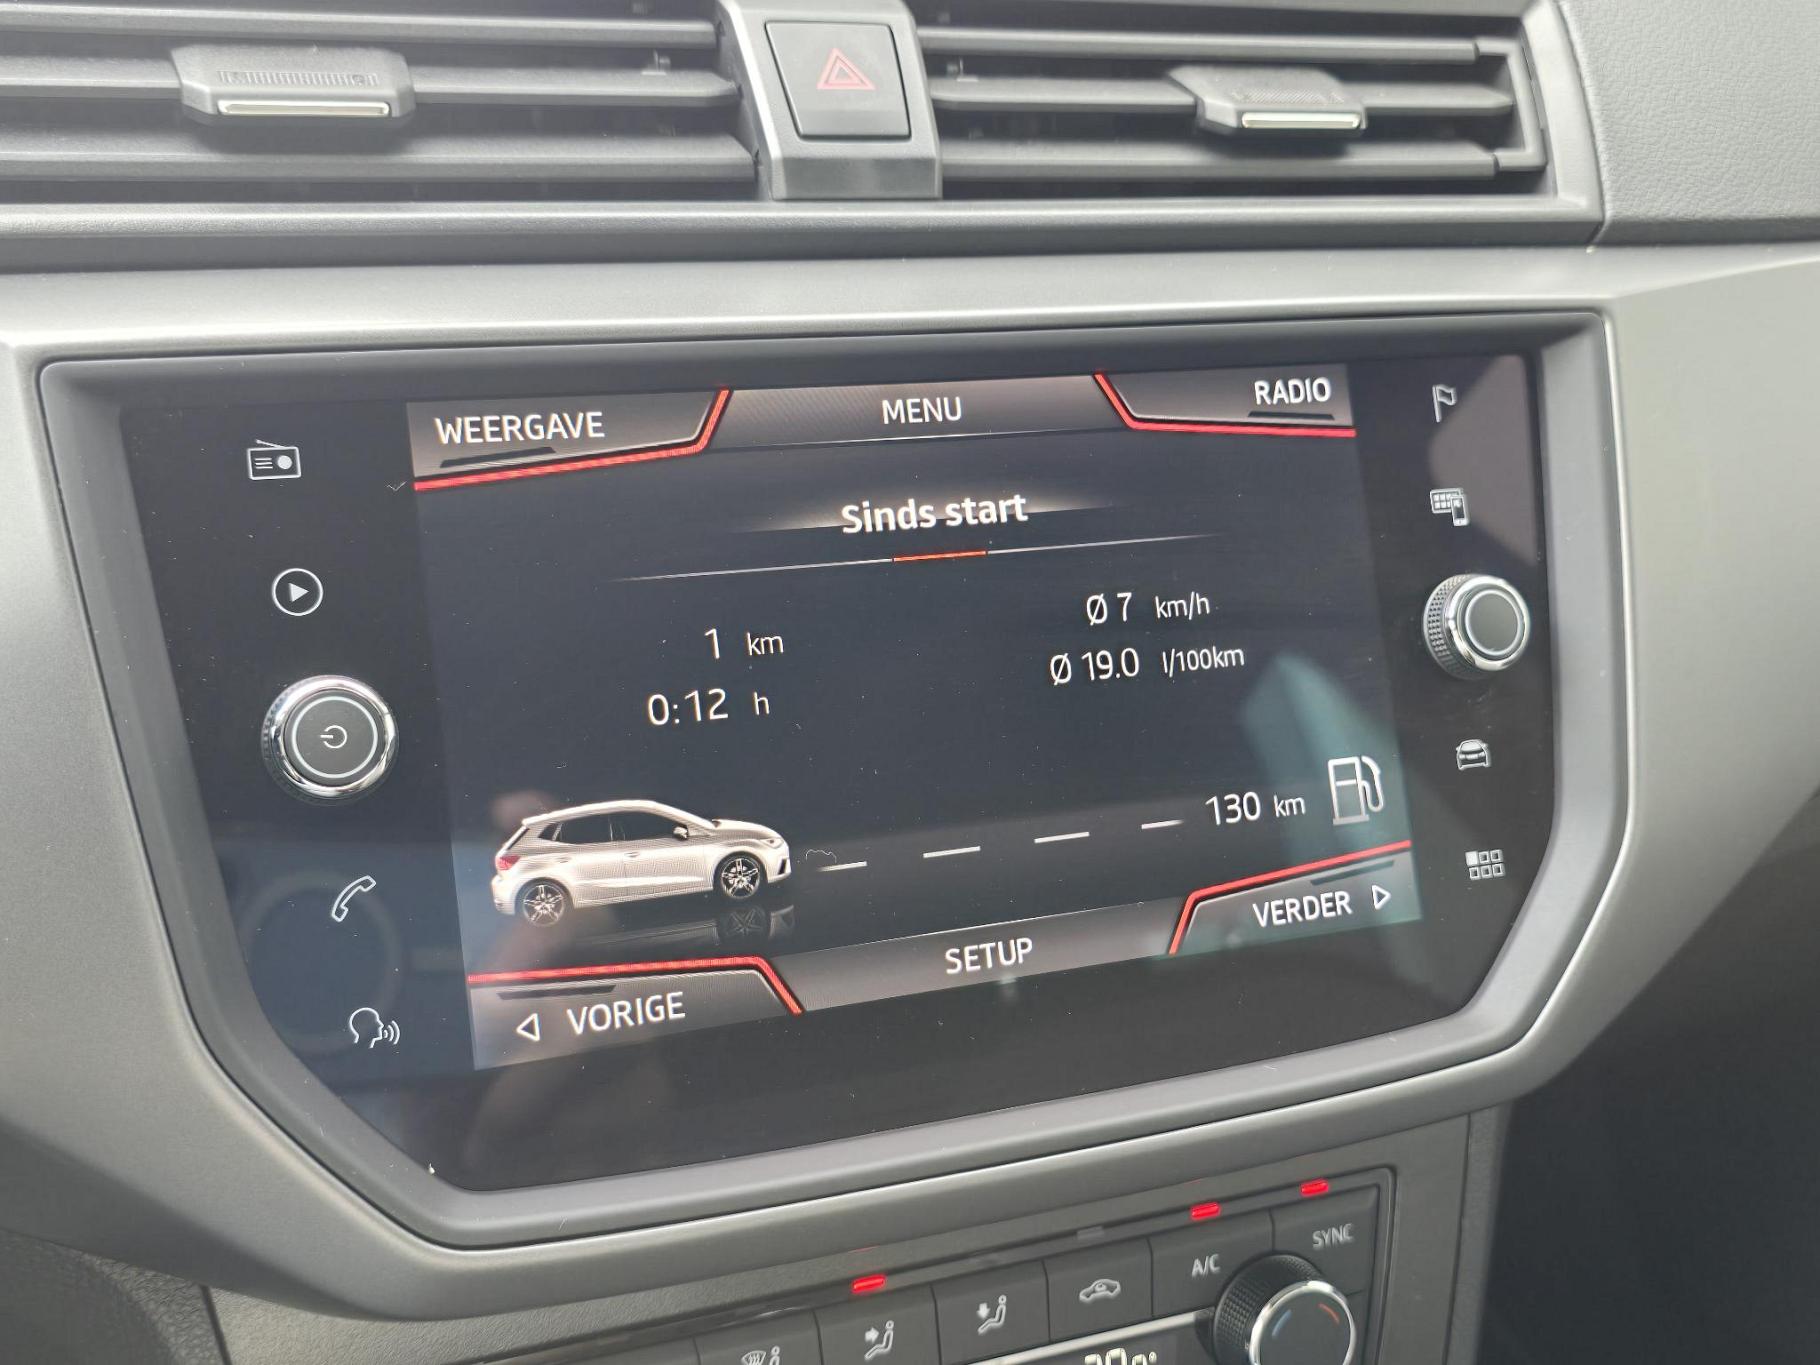 WEERGAVE
MENU
RADIO
Sinds start
1 km
Ø 7 km/h
0:12 h
Ø 19.0 l/100km
130 km
VORIGE
SETUP
VERDER
A/C
SYNC